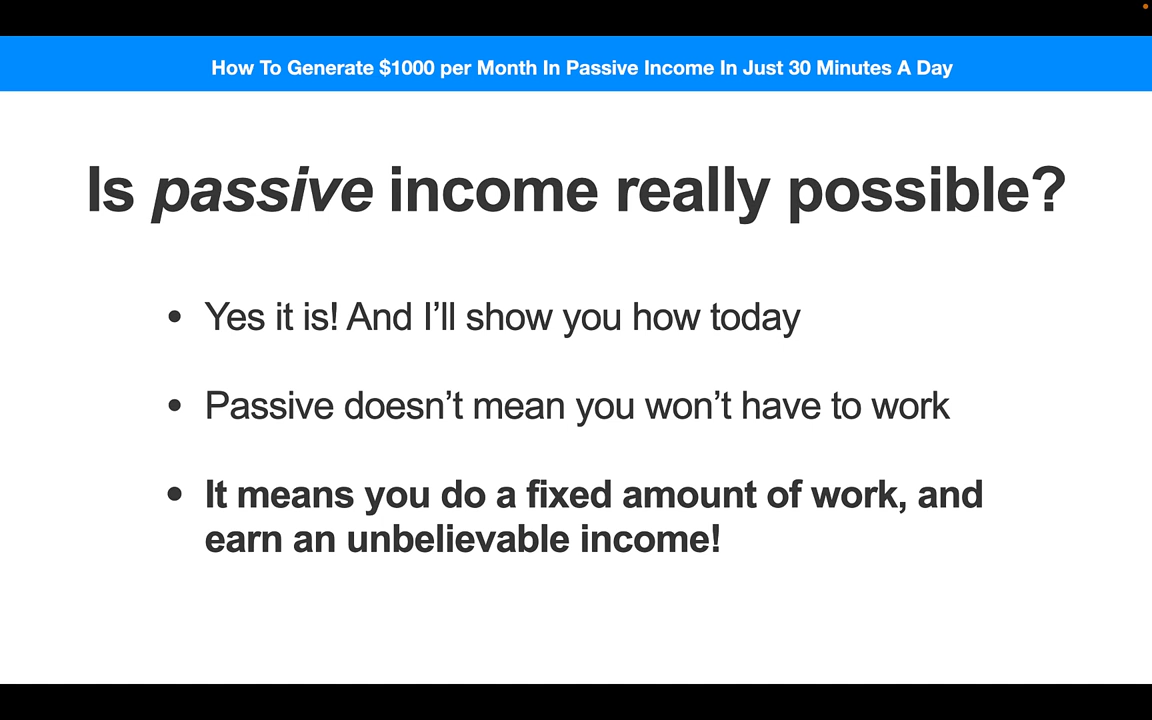 How To Generate $1000 per Month In Passive Income In Just 30 Minutes A Day
Is passive income really possible?
• Yes it is! And I’ll show you how today
• Passive doesn’t mean you won’t have to work
• It means you do a fixed amount of work, and
earn an unbelievable income!